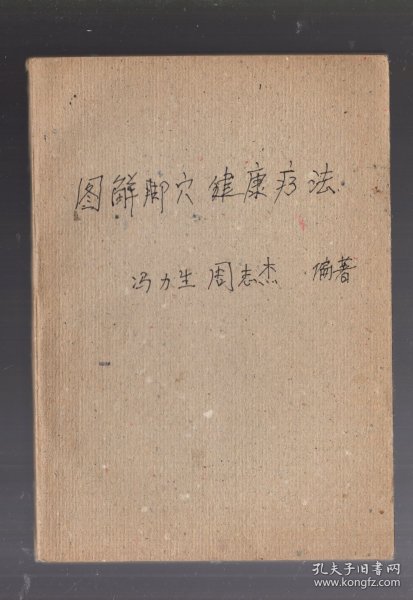 图解脚穴健康疗法
冯力生 周志杰 编著
孔夫子旧书网
www.kongfz.com